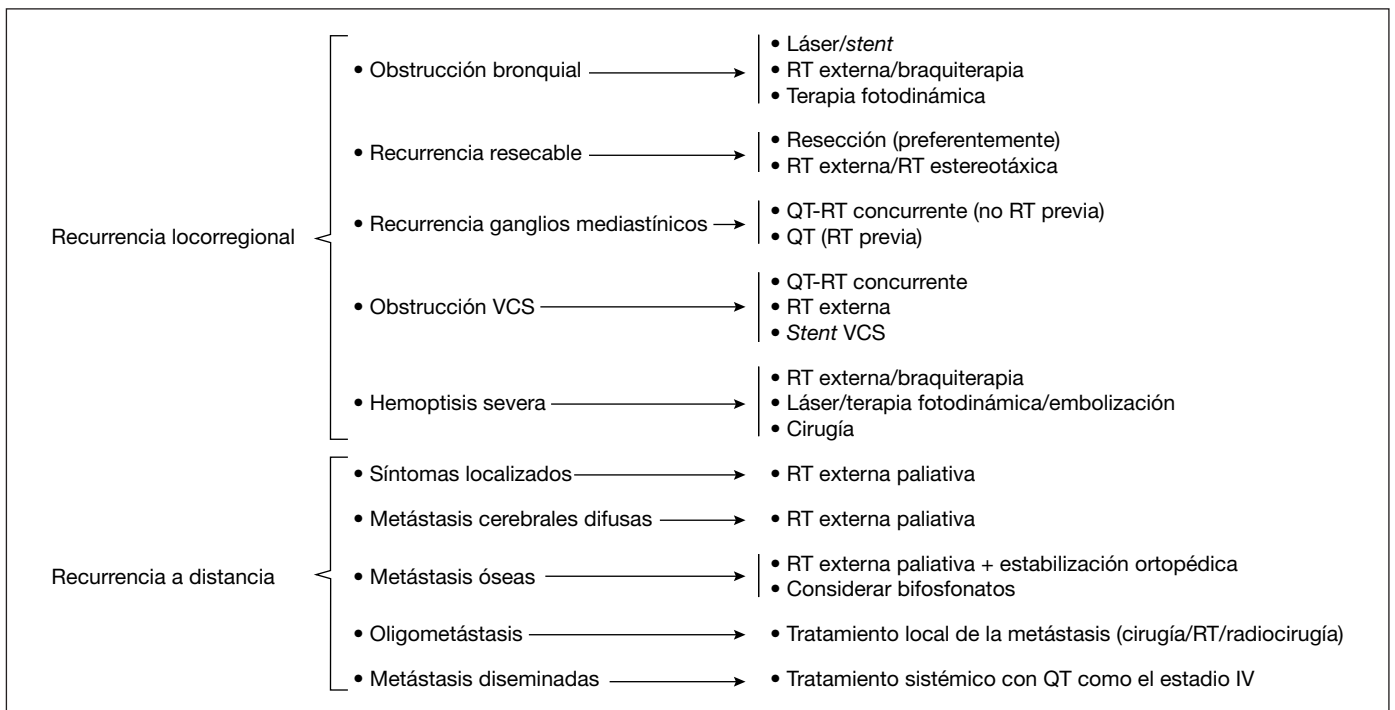 Recurrencia locorregional
• Obstrucción bronquial
• Láser/stent
• RT externa/braquiterapia
• Terapia fotodinámica
• Recurrencia resecable
• Resección (preferentemente)
• RT externa/RT estereotáxica
• Recurrencia ganglios mediastínicos
• QT-RT concurrente (no RT previa)
• QT (RT previa)
• Obstrucción VCS
• QT-RT concurrente
• RT externa
• Stent VCS
• Hemoptisis severa
• RT externa/braquiterapia
• Láser/terapia fotodinámica/embolización
• Cirugía
Recurrencia a distancia
• Síntomas localizados
• RT externa paliativa
• Metástasis cerebrales difusas
• RT externa paliativa
• Metástasis óseas
• RT externa paliativa + estabilización ortopédica
• Considerar bifosfonatos
• Oligometástasis
• Tratamiento local de la metástasis (cirugía/RT/radiocirugía)
• Metástasis diseminadas
• Tratamiento sistémico con QT como el estadio IV